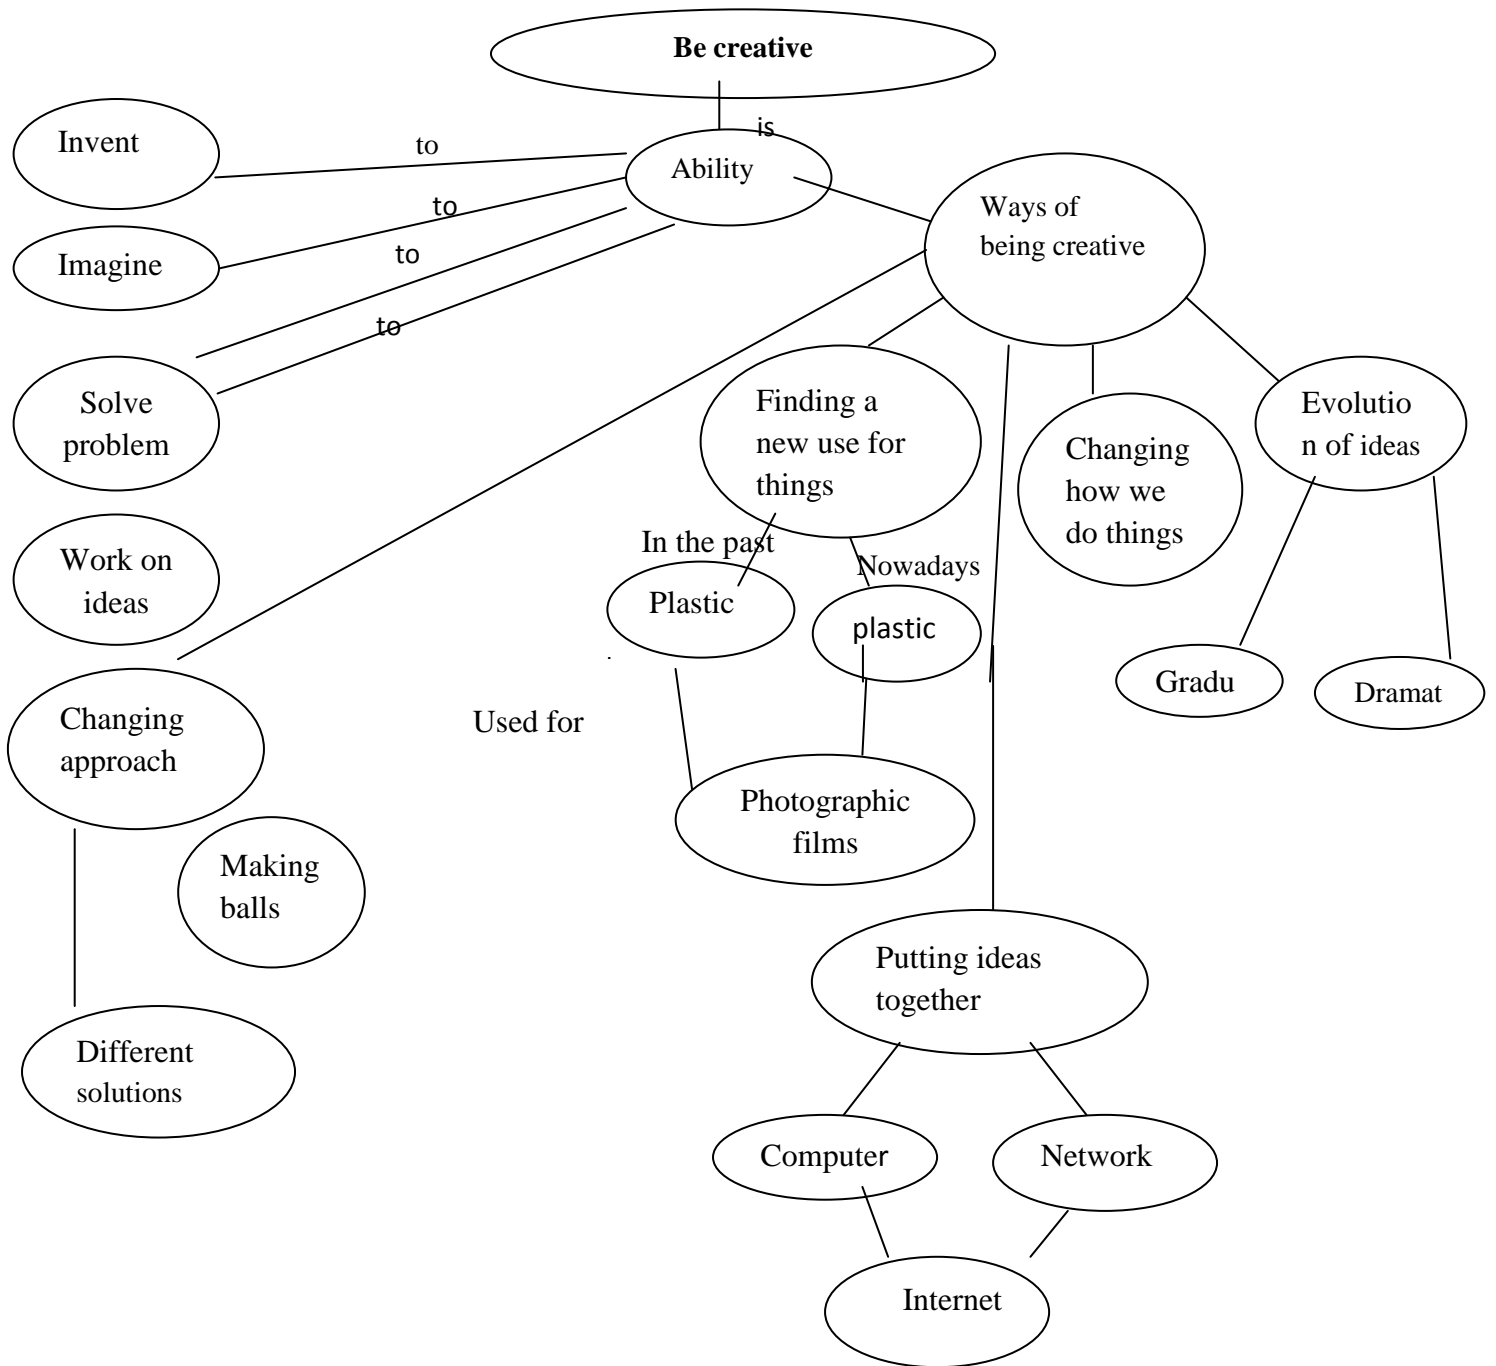 Be creative
is
Ability
Invent
to
to
Imagine
to
to
Solve
problem
Work on
ideas
Ways of
being creative
Finding a
new use for
things
Changing
how we
do things
Evolutio
n of ideas
In the past
Nowadays
Plastic
plastic
Gradu
Dramat
Changing
approach
Used for
Photographic
films
Making
balls
Different
solutions
Putting ideas
together
Computer
Network
Internet